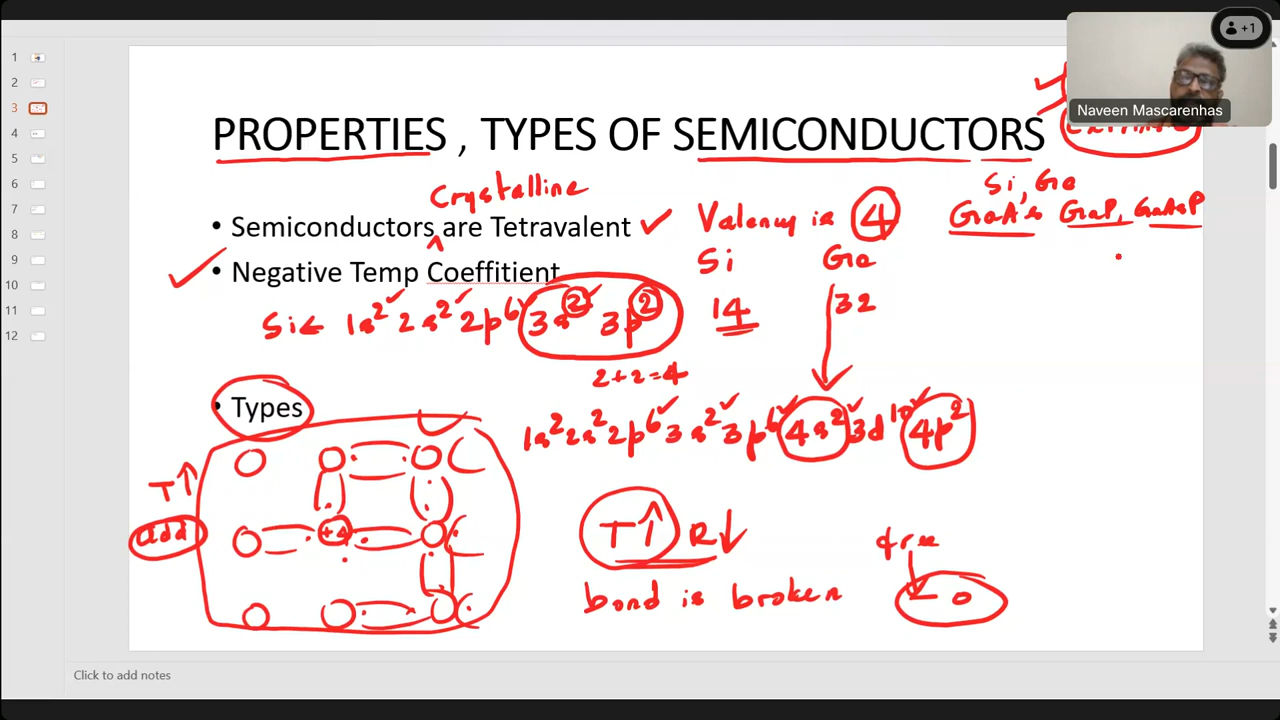 +1
Naveen Mascarenhas
1
2
3
4
5
6
7
8
9
10
11
12
PROPERTIES , TYPES OF SEMICONDUCTORS
Si, Ge
GaAs GaP, GaAsP
Crystalline
• Semiconductors ^ are Tetravalent ✓ Valency is 4
✓ • Negative Temp Coeffitient
Si Ge
14 32
Si ← 1s² 2s² 2p⁶ 3s² 3p²
2+2=4
• Types
1s² 2s² 2p⁶ 3s² 3p⁶ 4s² 3d¹⁰ 4p²
T↑
add
+4
T↑ R↓
free
bond is broken
Click to add notes